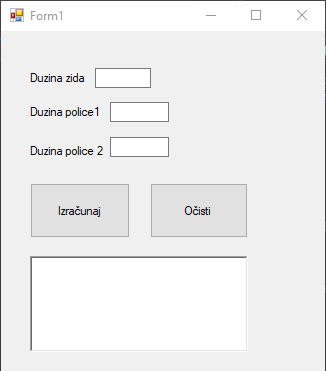 Form1
Duzina zida
Duzina police1
Duzina police 2
Izračunaj Očisti